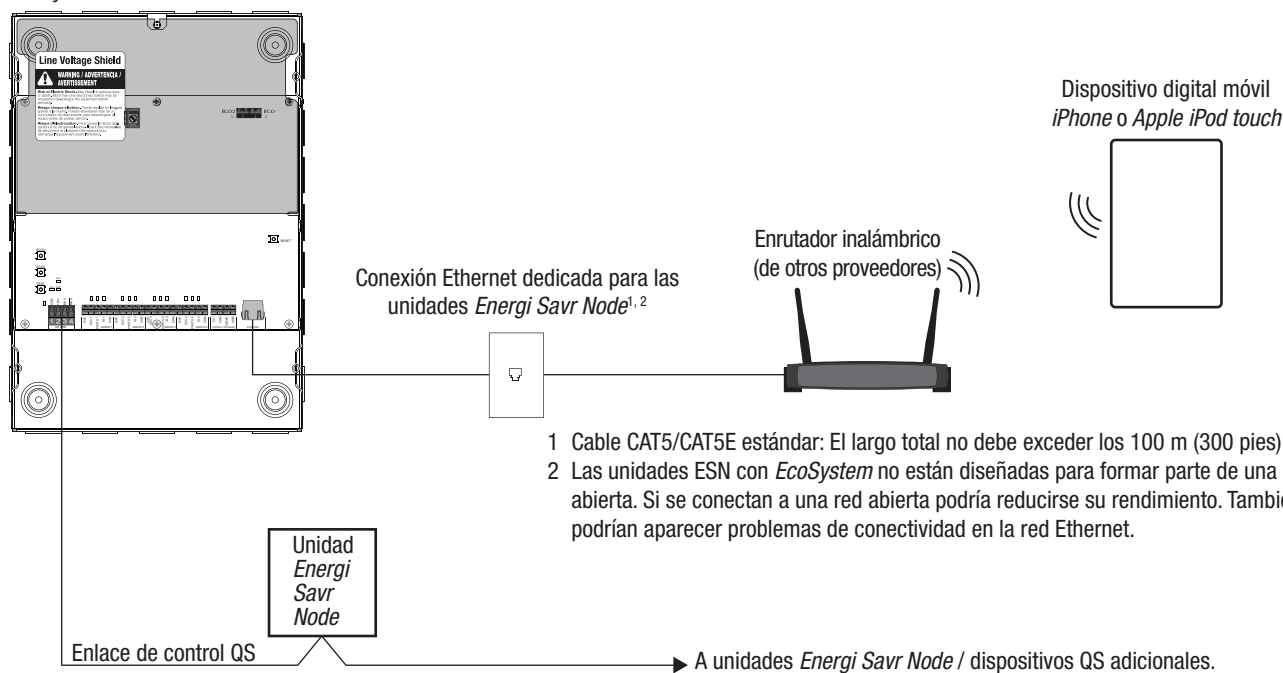 Line Voltage Shield
WARNING / ADVERTENCIA /
AVERTISSEMENT
ECO2
ECO1
RESET
Dispositivo digital móvil
iPhone o Apple iPod touch
Enrutador inalámbrico
(de otros proveedores)
Conexión Ethernet dedicada para las
unidades Energi Savr Node1, 2
1 Cable CAT5/CAT5E estándar: El largo total no debe exceder los 100 m (300 pies)
2 Las unidades ESN con EcoSystem no están diseñadas para formar parte de una
abierta. Si se conectan a una red abierta podría reducirse su rendimiento. Tambié
podrían aparecer problemas de conectividad en la red Ethernet.
Unidad
Energi
Savr
Node
Enlace de control QS
A unidades Energi Savr Node / dispositivos QS adicionales.